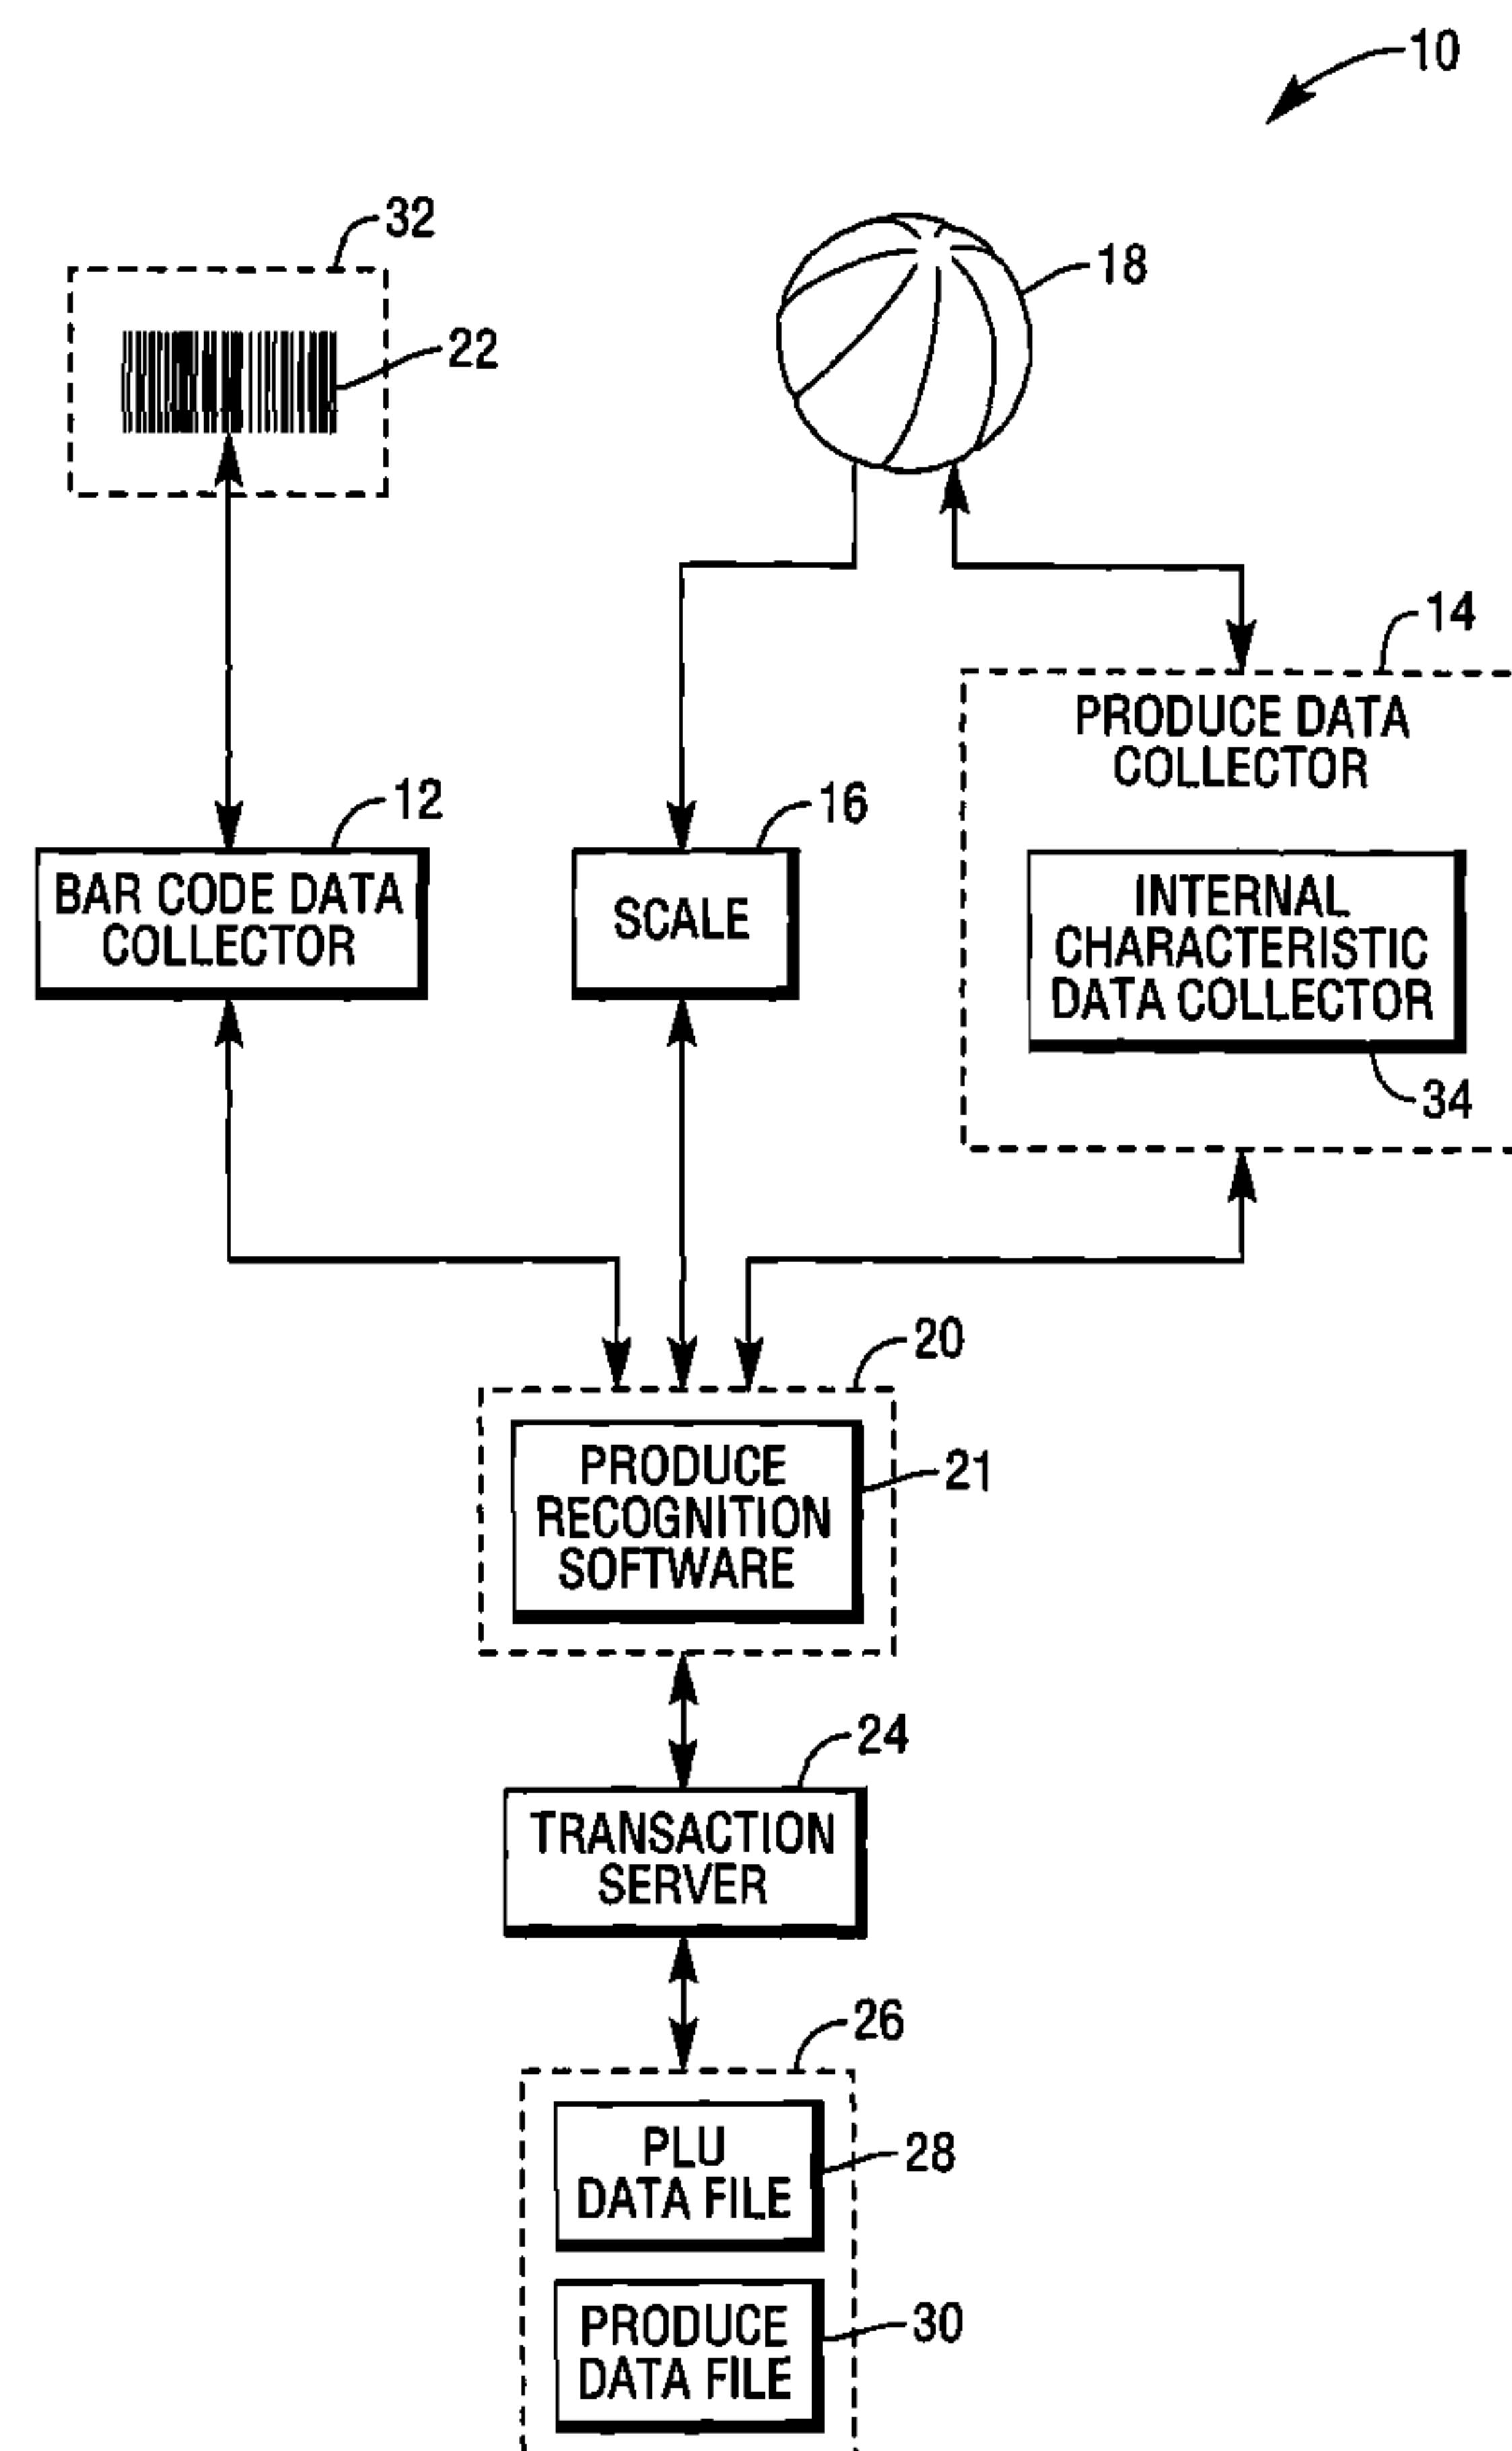 10
32
18
22
14
PRODUCE DATA
COLLECTOR
12
16
BAR CODE DATA
COLLECTOR
SCALE
INTERNAL
CHARACTERISTIC
DATA COLLECTOR
34
20
PRODUCE
RECOGNITION
SOFTWARE
21
24
TRANSACTION
SERVER
26
PLU
DATA FILE
28
PRODUCE
DATA FILE
30